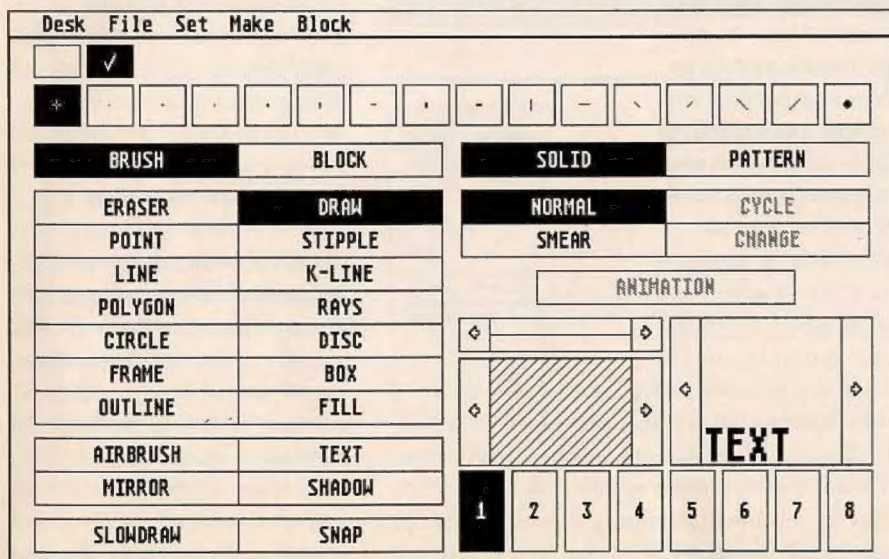 Desk File Set Make Block
BRUSH BLOCK SOLID PATTERN
ERASER DRAW NORMAL CYCLE
POINT STIPPLE SMEAR CHANGE
LINE K-LINE
ANIMATION
POLYGON RAYS
CIRCLE DISC
FRAME BOX
OUTLINE FILL
TEXT
AIRBRUSH TEXT
MIRROR SHADOW
1 2 3 4 5 6 7 8
SLOWDRAW SNAP